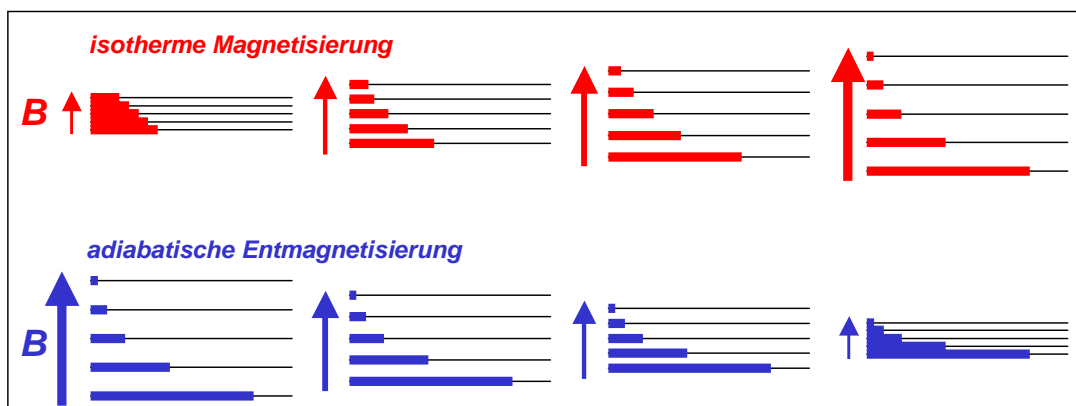 isotherme Magnetisierung
B
adiabatische Entmagnetisierung
B